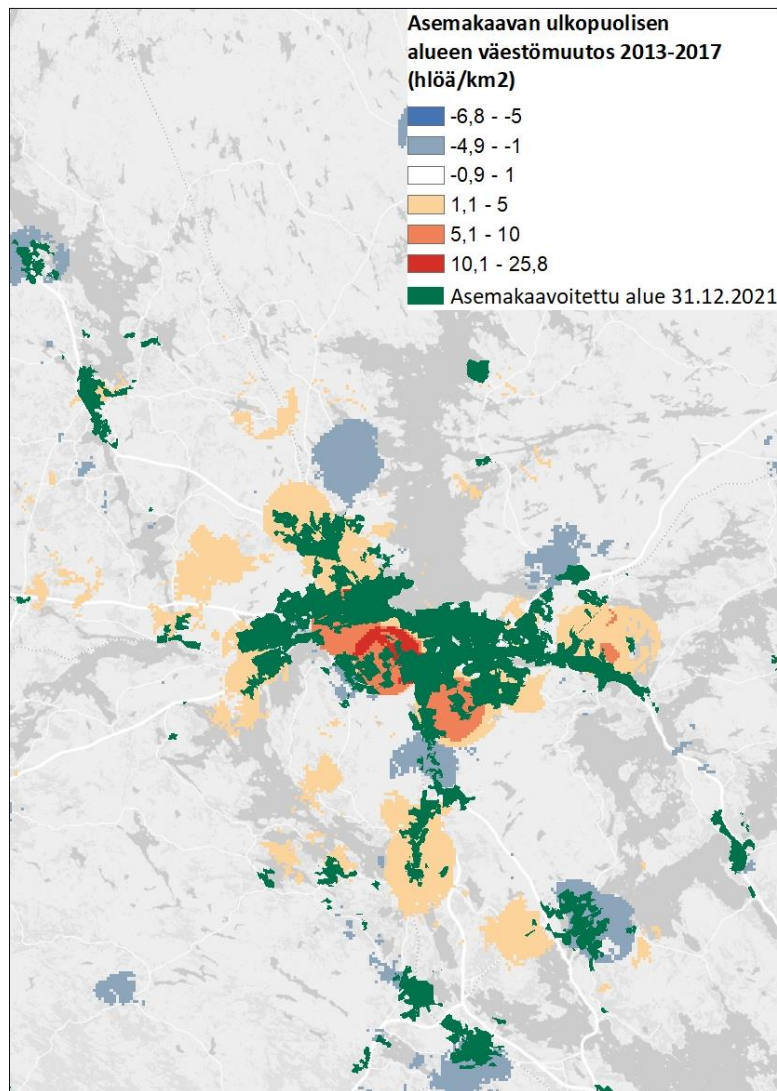 Asemakaavan ulkopuolisen
alueen väestömuutos 2013-2017
(hlöä/km2)
-6,8 - -5
-4,9 - -1
-0,9 - 1
1,1 - 5
5,1 - 10
10,1 - 25,8
Asemakaavoitettu alue 31.12.2021